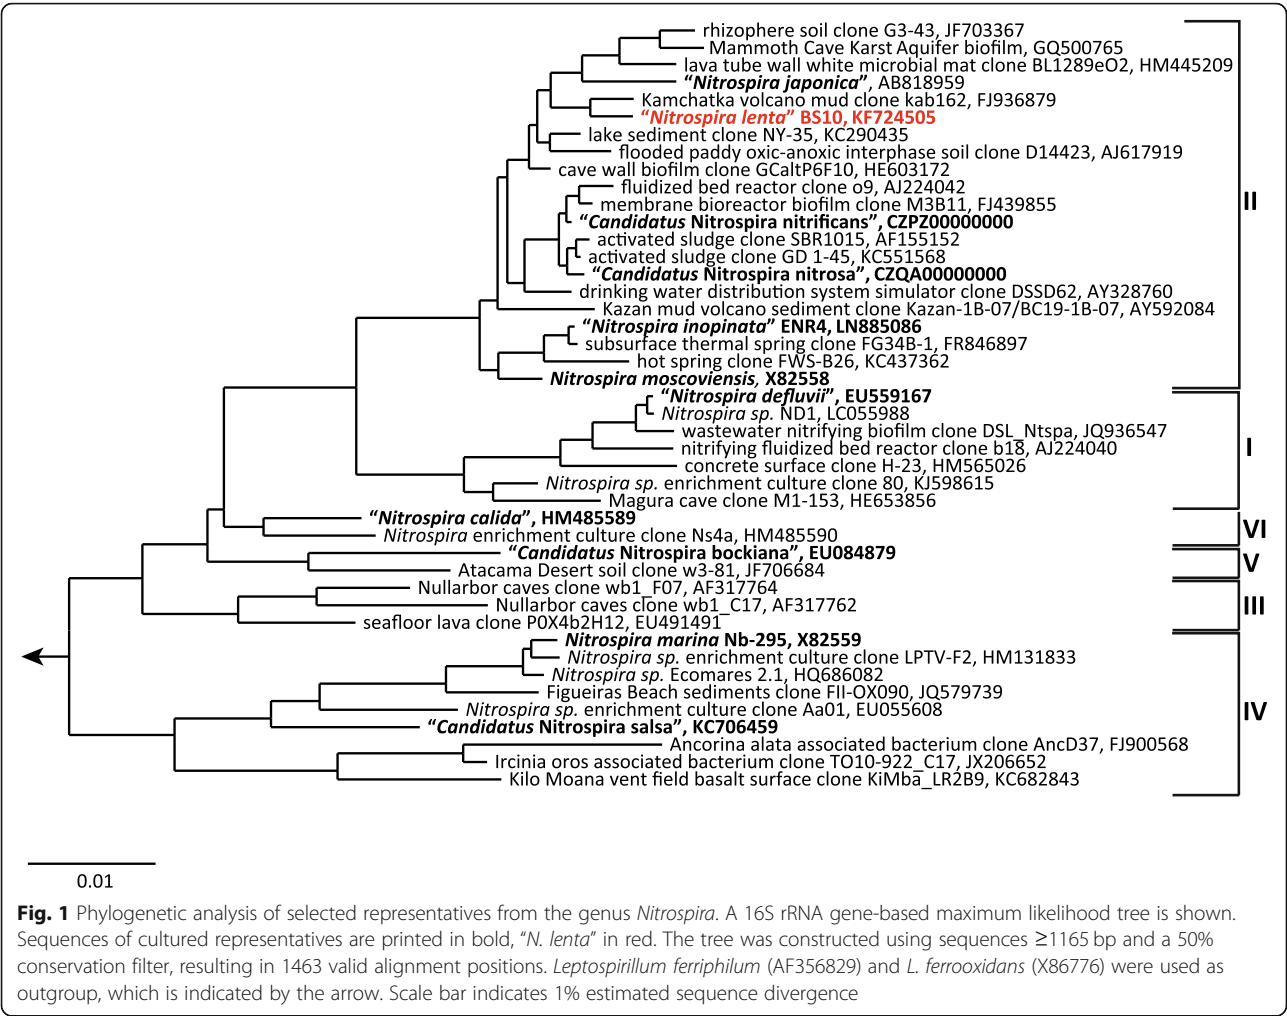 rhizophere soil clone G3-43, JF703367
Mammoth Cave Karst Aquifer biofilm, GQ500765
lava tube wall white microbial mat clone BL1289eO2, HM445209
“Nitrospira japonica”, AB818959
Kamchatka volcano mud clone kab162, FJ936879
“Nitrospira lenta” BS10, KF724505
lake sediment clone NY-35, KC290435
flooded paddy oxic-anoxic interphase soil clone D14423, AJ617919
cave wall biofilm clone GCaltP6F10, HE603172
fluidized bed reactor clone o9, AJ224042
membrane bioreactor biofilm clone M3B11, FJ439855
“Candidatus Nitrospira nitrificans”, CZPZ00000000
activated sludge clone SBR1015, AF155152
activated sludge clone GD 1-45, KC551568
“Candidatus Nitrospira nitrosa”, CZQA00000000
drinking water distribution system simulator clone DSSD62, AY328760
Kazan mud volcano sediment clone Kazan-1B-07/BC19-1B-07, AY592084
“Nitrospira inopinata” ENR4, LN885086
subsurface thermal spring clone FG34B-1, FR846897
hot spring clone FWS-B26, KC437362
Nitrospira moscoviensis, X82558
II
“Nitrospira defluvii”, EU559167
Nitrospira sp. ND1, LC055988
wastewater nitrifying biofilm clone DSL_Ntspa, JQ936547
nitrifying fluidized bed reactor clone b18, AJ224040
concrete surface clone H-23, HM565026
Nitrospira sp. enrichment culture clone 80, KJ598615
Magura cave clone M1-153, HE653856
I
“Nitrospira calida”, HM485589
Nitrospira enrichment culture clone Ns4a, HM485590
VI
“Candidatus Nitrospira bockiana”, EU084879
Atacama Desert soil clone w3-81, JF706684
V
Nullarbor caves clone wb1_F07, AF317764
Nullarbor caves clone wb1_C17, AF317762
seafloor lava clone P0X4b2H12, EU491491
III
Nitrospira marina Nb-295, X82559
Nitrospira sp. enrichment culture clone LPTV-F2, HM131833
Nitrospira sp. Ecomares 2.1, HQ686082
Figueiras Beach sediments clone FII-OX090, JQ579739
Nitrospira sp. enrichment culture clone Aa01, EU055608
“Candidatus Nitrospira salsa”, KC706459
Ancorina alata associated bacterium clone AncD37, FJ900568
Ircinia oros associated bacterium clone TO10-922_C17, JX206652
Kilo Moana vent field basalt surface clone KiMba_LR2B9, KC682843
IV
0.01
Fig. 1 Phylogenetic analysis of selected representatives from the genus Nitrospira. A 16S rRNA gene-based maximum likelihood tree is shown.
Sequences of cultured representatives are printed in bold, “N. lenta” in red. The tree was constructed using sequences ≥1165 bp and a 50%
conservation filter, resulting in 1463 valid alignment positions. Leptospirillum ferriphilum (AF356829) and L. ferrooxidans (X86776) were used as
outgroup, which is indicated by the arrow. Scale bar indicates 1% estimated sequence divergence